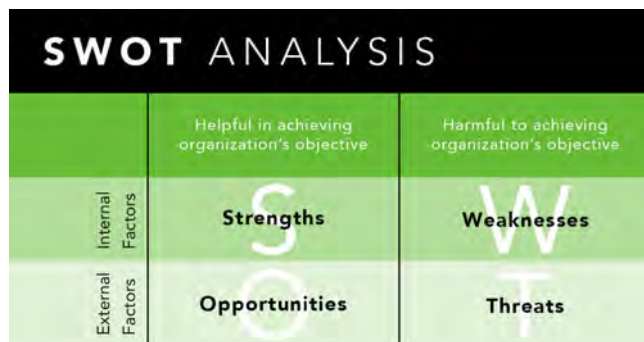 SWOT ANALYSIS
Helpful in achieving
organization's objective
Harmful to achieving
organization's objective
Internal
Factors
S
Strengths
W
Weaknesses
External
Factors
O
Opportunities
T
Threats